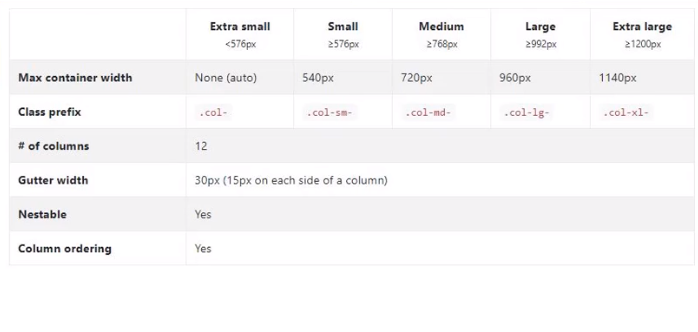 Extra small Small Medium Large Extra large
<576px ≥576px ≥768px ≥992px ≥1200px
Max container width None (auto) 540px 720px 960px 1140px
Class prefix .col- .col-sm- .col-md- .col-lg- .col-xl-
# of columns 12
Gutter width 30px (15px on each side of a column)
Nestable Yes
Column ordering Yes